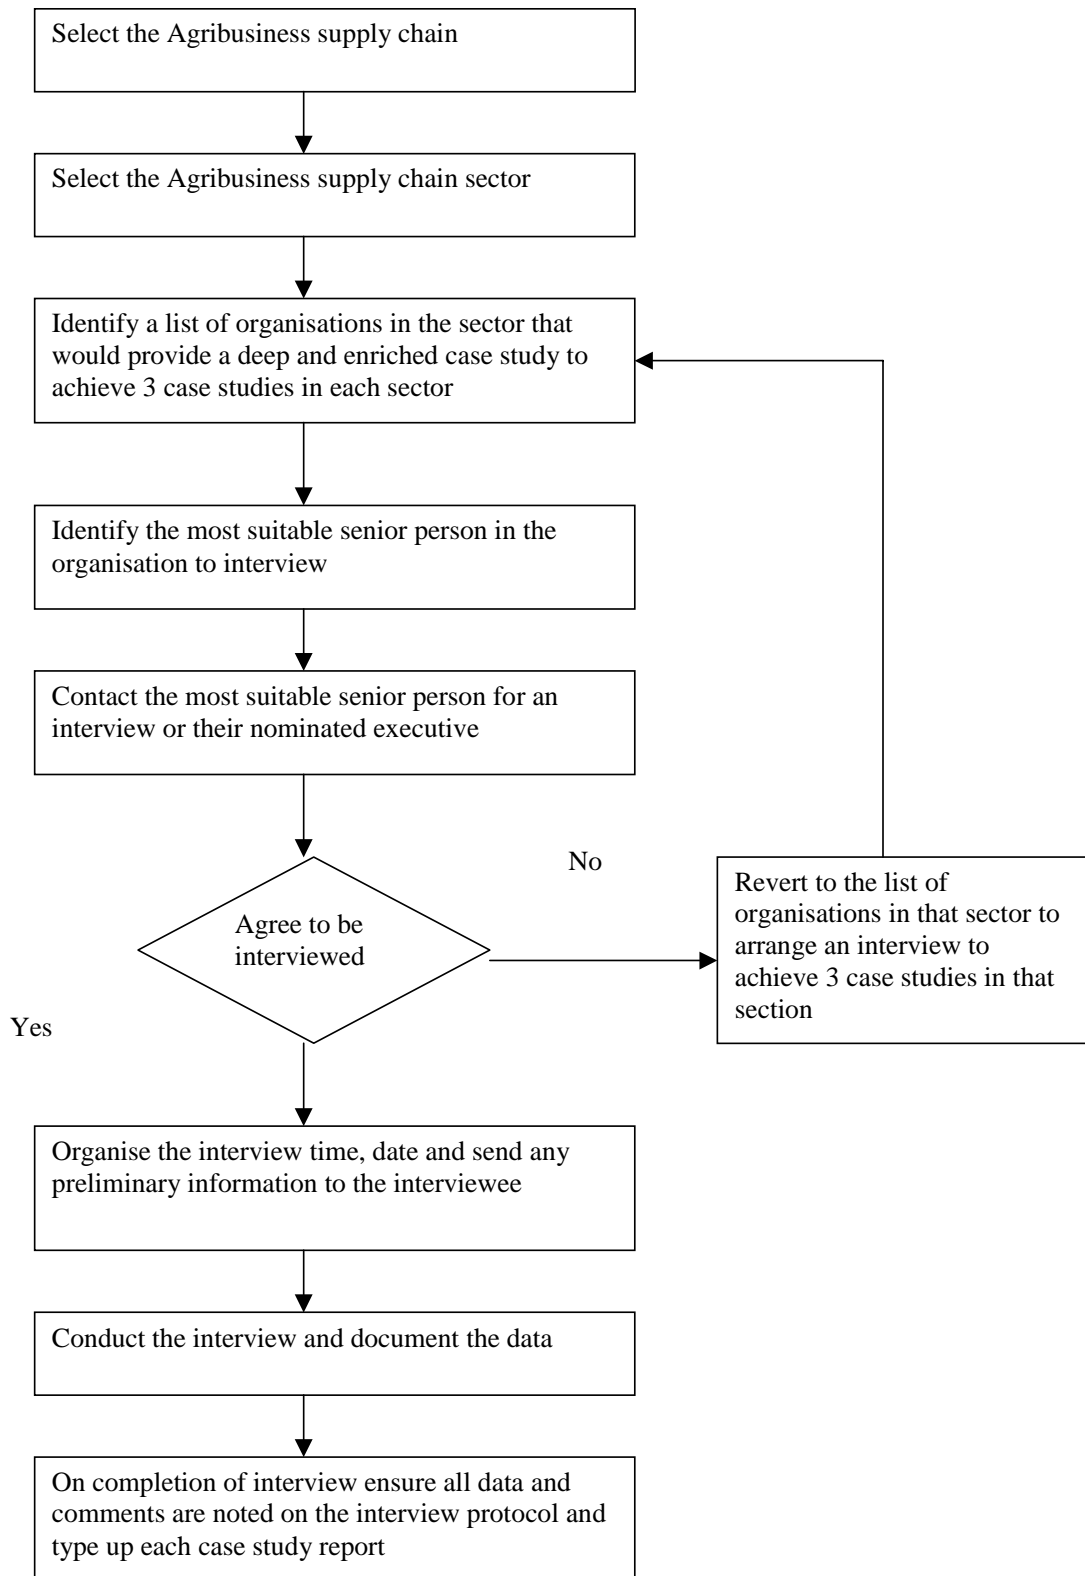 Select the Agribusiness supply chain
Select the Agribusiness supply chain sector
Identify a list of organisations in the sector that
would provide a deep and enriched case study to
achieve 3 case studies in each sector
Identify the most suitable senior person in the
organisation to interview
Contact the most suitable senior person for an
interview or their nominated executive
Agree to be
interviewed
No
Revert to the list of
organisations in that sector to
arrange an interview to
achieve 3 case studies in that
section
Yes
Organise the interview time, date and send any
preliminary information to the interviewee
Conduct the interview and document the data
On completion of interview ensure all data and
comments are noted on the interview protocol and
type up each case study report